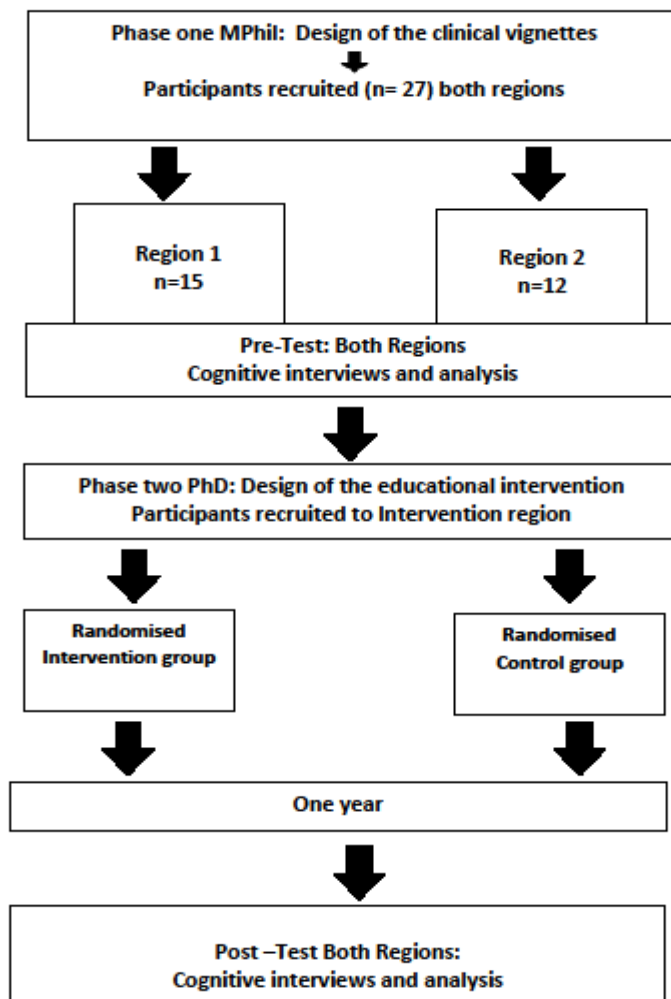 Phase one MPhil: Design of the clinical vignettes
Participants recruited (n= 27) both regions
Region 1
n=15
Region 2
n=12
Pre-Test: Both Regions
Cognitive interviews and analysis
Phase two PhD: Design of the educational intervention
Participants recruited to Intervention region
Randomised
Intervention group
Randomised
Control group
One year
Post –Test Both Regions:
Cognitive interviews and analysis